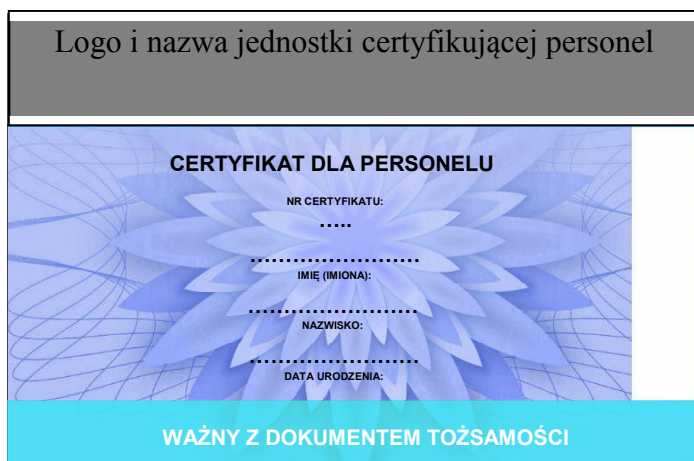 Logo i nazwa jednostki certyfikującej personel
CERTYFIKAT DLA PERSONELU
NR CERTYFIKATU:
.....
........................
IMIĘ (IMIONA):
........................
NAZWISKO:
........................
DATA URODZENIA:
WAŻNY Z DOKUMENTEM TOŻSAMOŚCI